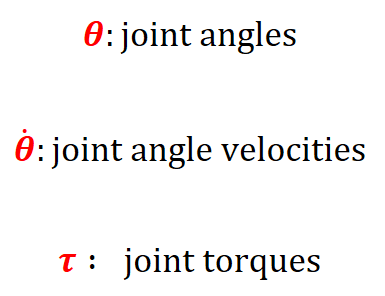 θ: joint angles
θ̇: joint angle velocities
τ : joint torques